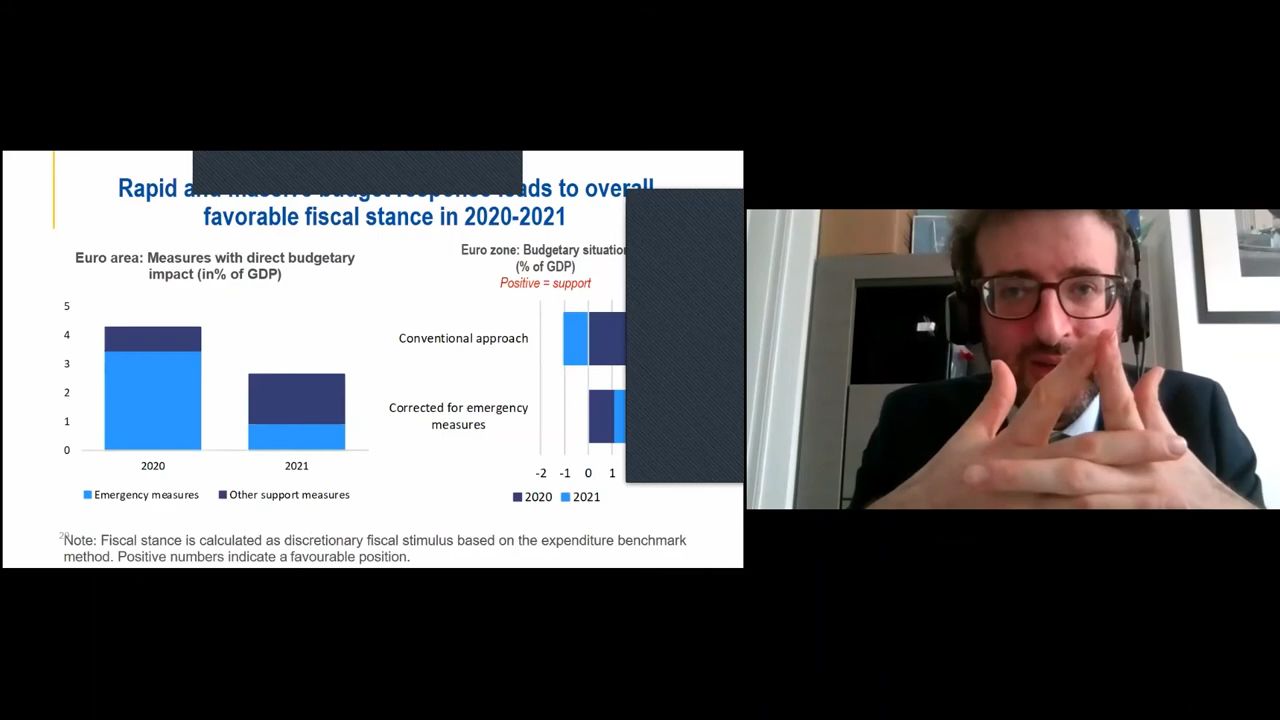 Rapid a leads to overall
favorable fiscal stance in 2020-2021
Euro area: Measures with direct budgetary
impact (in% of GDP)
5
4
3
2
1
0
2020
2021
Emergency measures
Other support measures
Euro zone: Budgetary situation
(% of GDP)
Positive = support
Conventional approach
Corrected for emergency
measures
-2 -1 0 1
2020 2021
Note: Fiscal stance is calculated as discretionary fiscal stimulus based on the expenditure benchmark
method. Positive numbers indicate a favourable position.